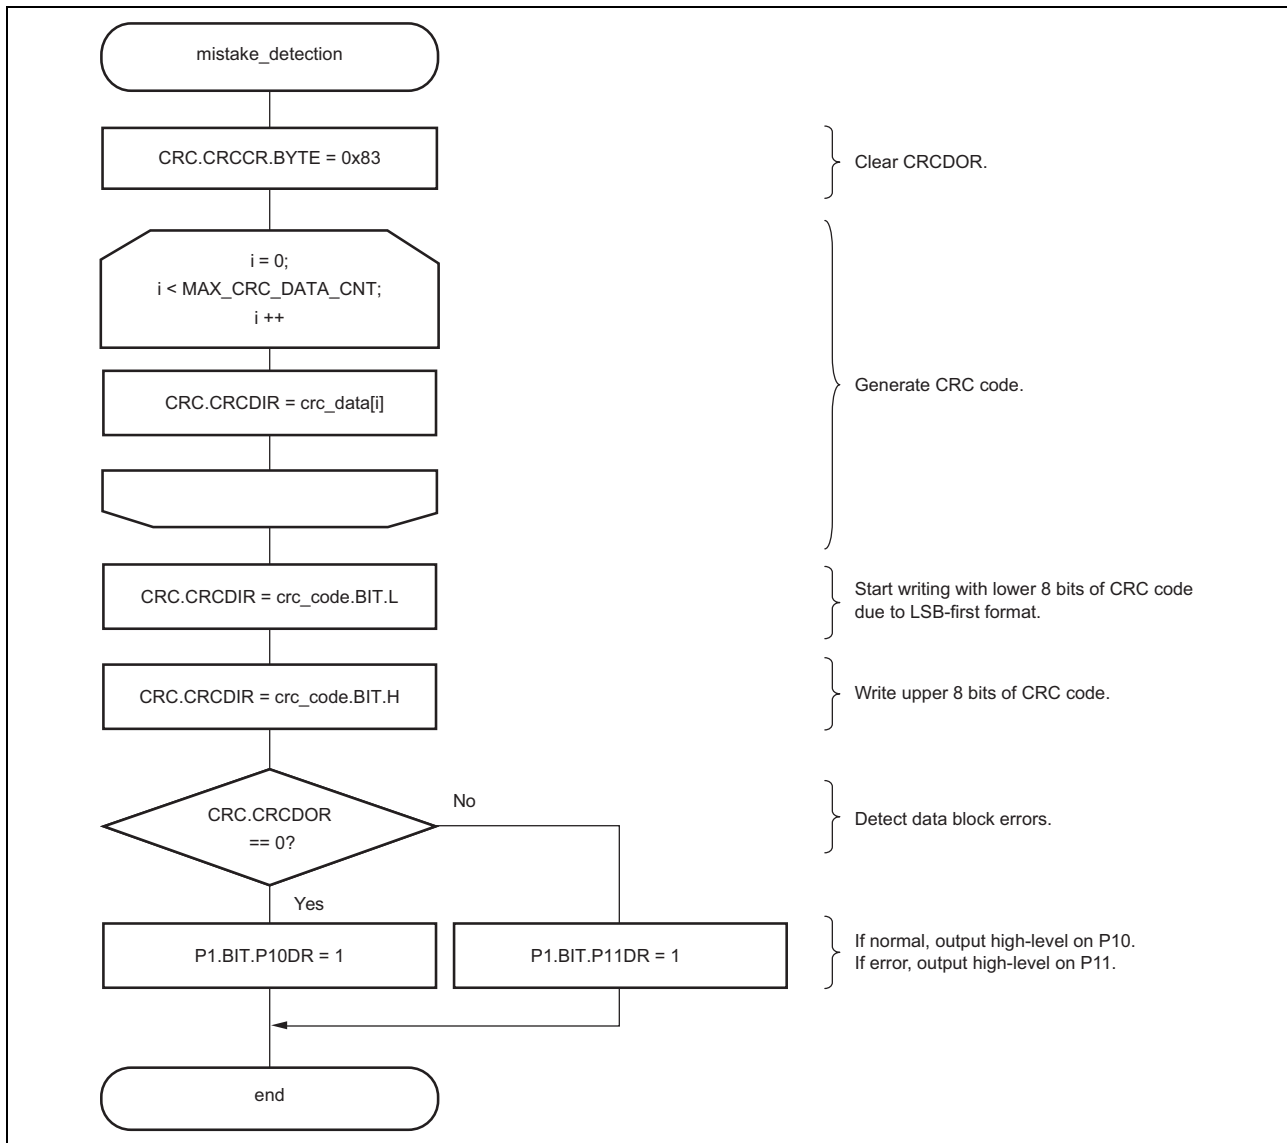 mistake_detection
CRC.CRCCR.BYTE = 0x83
Clear CRCDOR.
i = 0;
i < MAX_CRC_DATA_CNT;
i ++
CRC.CRCDIR = crc_data[i]
Generate CRC code.
CRC.CRCDIR = crc_code.BIT.L
Start writing with lower 8 bits of CRC code
due to LSB-first format.
CRC.CRCDIR = crc_code.BIT.H
Write upper 8 bits of CRC code.
CRC.CRCDOR
== 0?
No
Detect data block errors.
Yes
P1.BIT.P10DR = 1
P1.BIT.P11DR = 1
If normal, output high-level on P10.
If error, output high-level on P11.
end